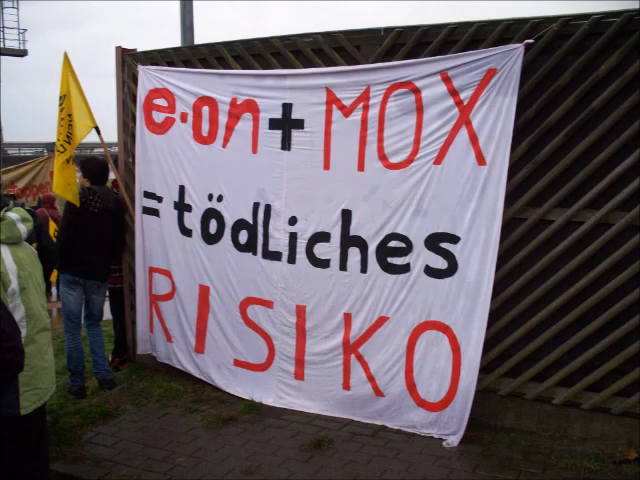 e.on + MOX
= tödliches
RISIKO